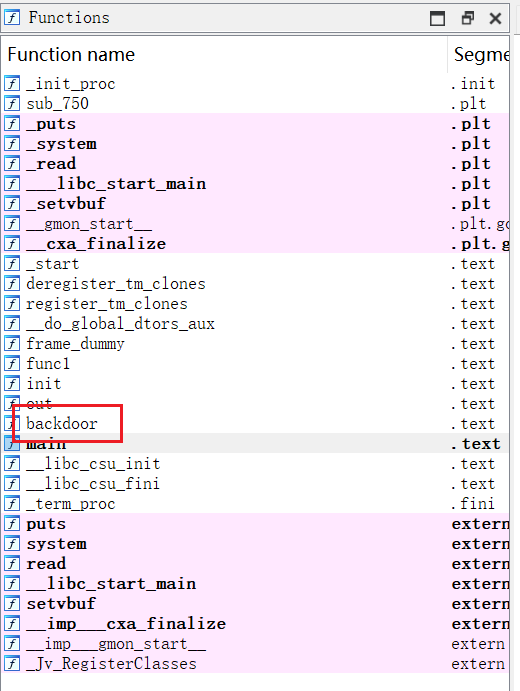 Functions
Function name Segme
_init_proc .init
sub_750 .plt
_puts .plt
_system .plt
_read .plt
___libc_start_main .plt
_setvbuf .plt
__gmon_start__ .plt.go
__cxa_finalize .plt.g
_start .text
deregister_tm_clones .text
register_tm_clones .text
__do_global_dtors_aux .text
frame_dummy .text
func1 .text
init .text
out .text
backdoor .text
main .text
__libc_csu_init .text
__libc_csu_fini .text
_term_proc .fini
puts extern
system extern
read extern
__libc_start_main extern
setvbuf extern
__imp___cxa_finalize extern
__imp___gmon_start__ extern
_Jv_RegisterClasses extern